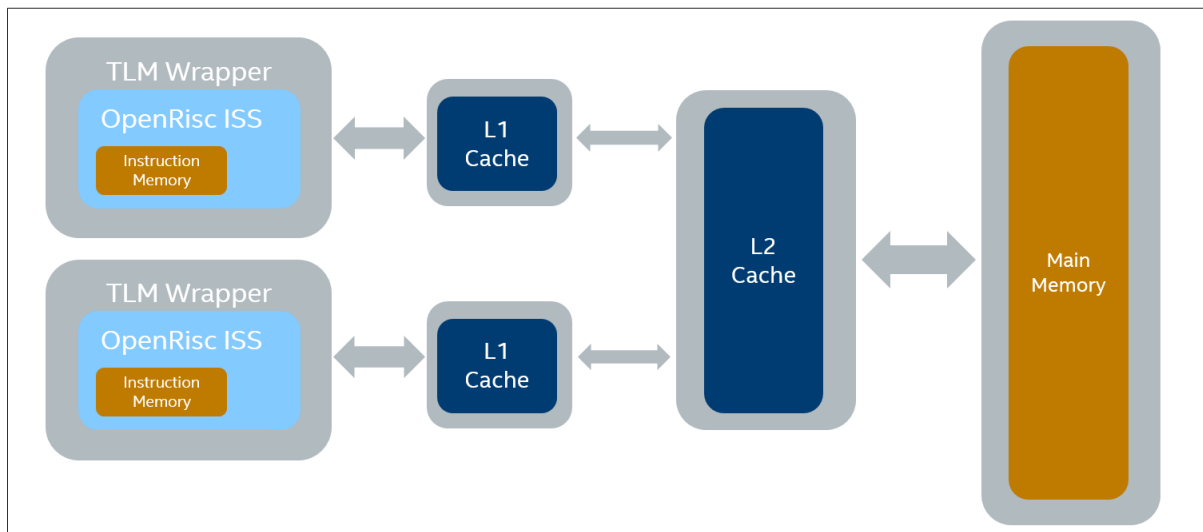 TLM Wrapper
OpenRisc ISS
Instruction
Memory
L1
Cache
TLM Wrapper
OpenRisc ISS
Instruction
Memory
L1
Cache
L2
Cache
Main
Memory